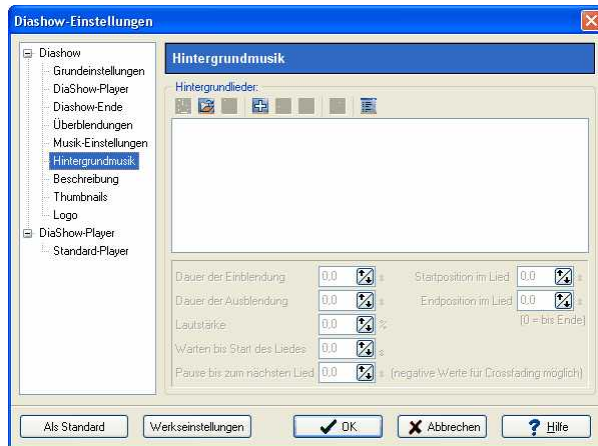 Diashow-Einstellungen
Diashow
Grundeinstellungen
DiaShow-Player
Diashow-Ende
Überblendungen
Musik-Einstellungen
Hintergrundmusik
Beschreibung
Thumbnails
Logo
DiaShow-Player
Standard-Player
Hintergrundmusik
Hintergrundlieder:
Dauer der Einblendung 0,0 s Startposition im Lied 0,0 s
Dauer der Ausblendung 0,0 s Endposition im Lied 0,0 s
Lautstärke 0,0 % (0 = bis Ende)
Warten bis Start des Liedes 0,0 s
Pause bis zum nächsten Lied 0,0 s (negative Werte für Crossfading möglich)
Als Standard Werkseinstellungen OK Abbrechen Hilfe